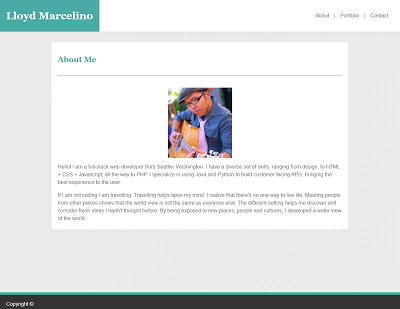 Lloyd Marcelino
About | Portfolio | Contact
About Me
Hello! I am a full-stack web developer from Seattle, Washington. I have a diverse set of skills, ranging from design, to HTML
+ CSS + Javascript, all the way to PHP. I specialize in using Java and Python to build customer facing APIs, bringing the
best experience to the user.
If I am not coding I am travelling. Travelling helps open my mind. I realize that there's no one way to live life. Meeting people
from other places shows that the world view is not the same as everyone else. The different setting helps me discover and
consider fresh ideas I hadn't thought before. By being exposed to new places, people and cultures, I developed a wider view
of the world.
Copyright ©